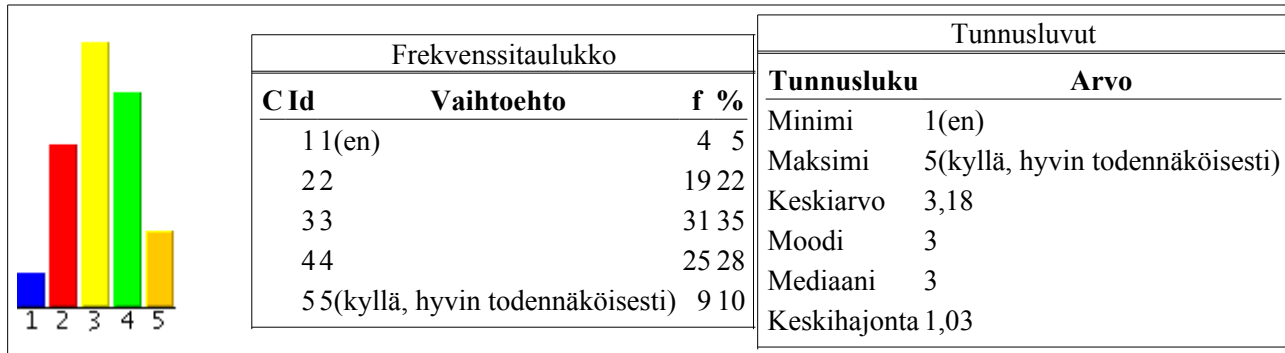 1 2 3 4 5
Frekvenssitaulukko
C Id Vaihtoehto f %
1 1(en) 4 5
2 2 19 22
3 3 31 35
4 4 25 28
5 5(kyllä, hyvin todennäköisesti) 9 10
Tunnusluvut
Tunnusluku Arvo
Minimi 1(en)
Maksimi 5(kyllä, hyvin todennäköisesti)
Keskiarvo 3,18
Moodi 3
Mediaani 3
Keskihajonta 1,03